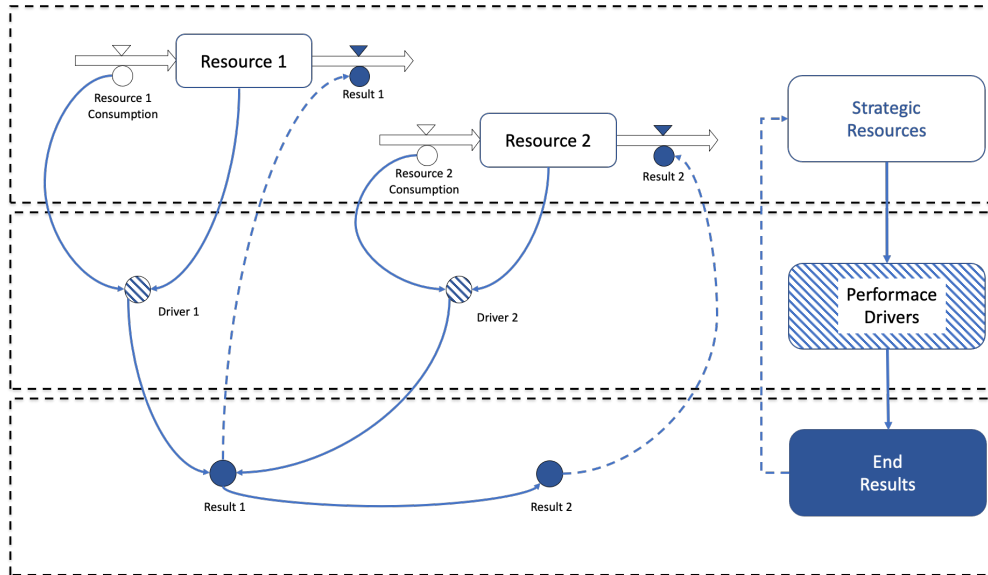 Resource 1
Resource 1
Consumption
Result 1
Resource 2
Resource 2
Consumption
Result 2
Strategic
Resources
Driver 1
Driver 2
Performace
Drivers
Result 1
Result 2
End
Results